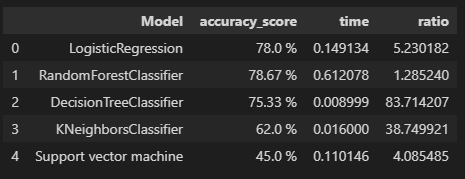 Model accuracy_score time ratio
0 LogisticRegression 78.0 % 0.149134 5.230182
1 RandomForestClassifier 78.67 % 0.612078 1.285240
2 DecisionTreeClassifier 75.33 % 0.008999 83.714207
3 KNeighborsClassifier 62.0 % 0.016000 38.749921
4 Support vector machine 45.0 % 0.110146 4.085485